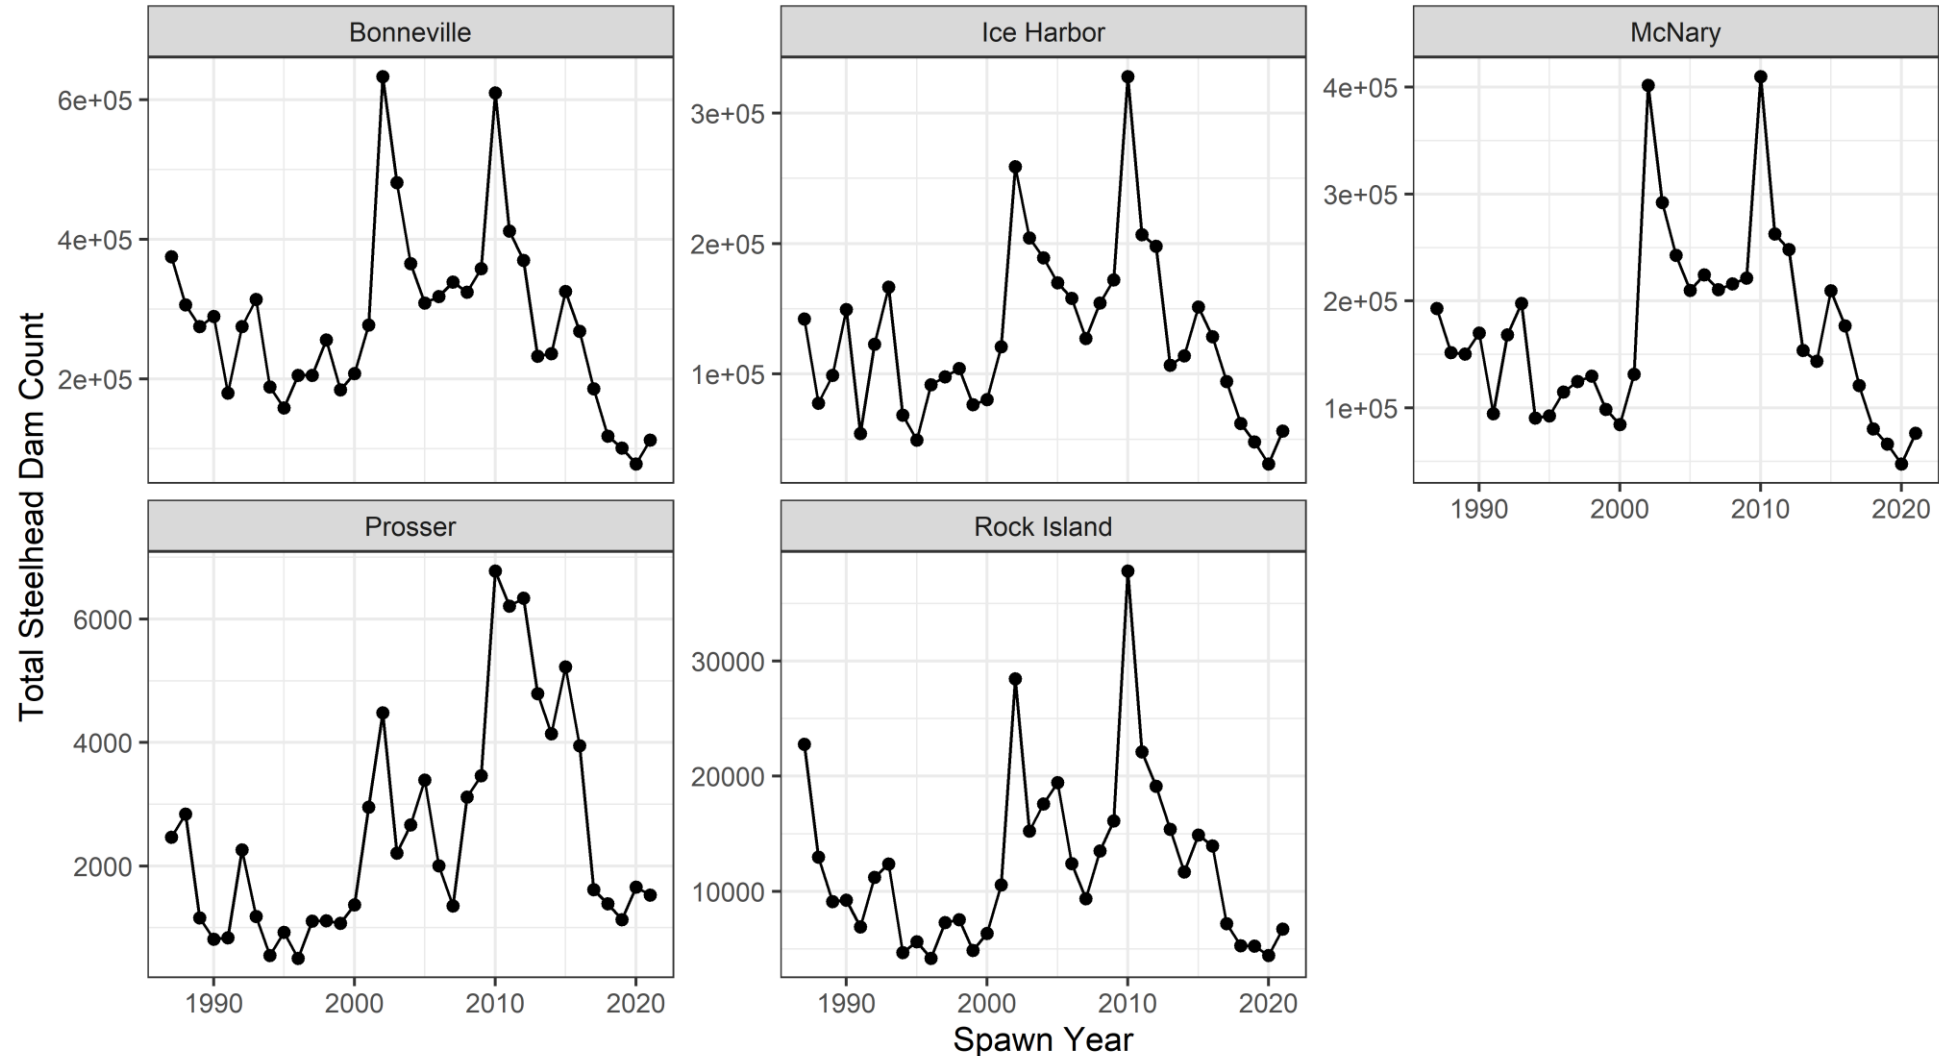 Bonneville
Ice Harbor
McNary
6e+05
4e+05
2e+05
3e+05
2e+05
1e+05
4e+05
3e+05
2e+05
1e+05
1990 2000 2010 2020
Total Steelhead Dam Count
Prosser
Rock Island
6000
4000
2000
30000
20000
10000
1990 2000 2010 2020
1990 2000 2010 2020
Spawn Year